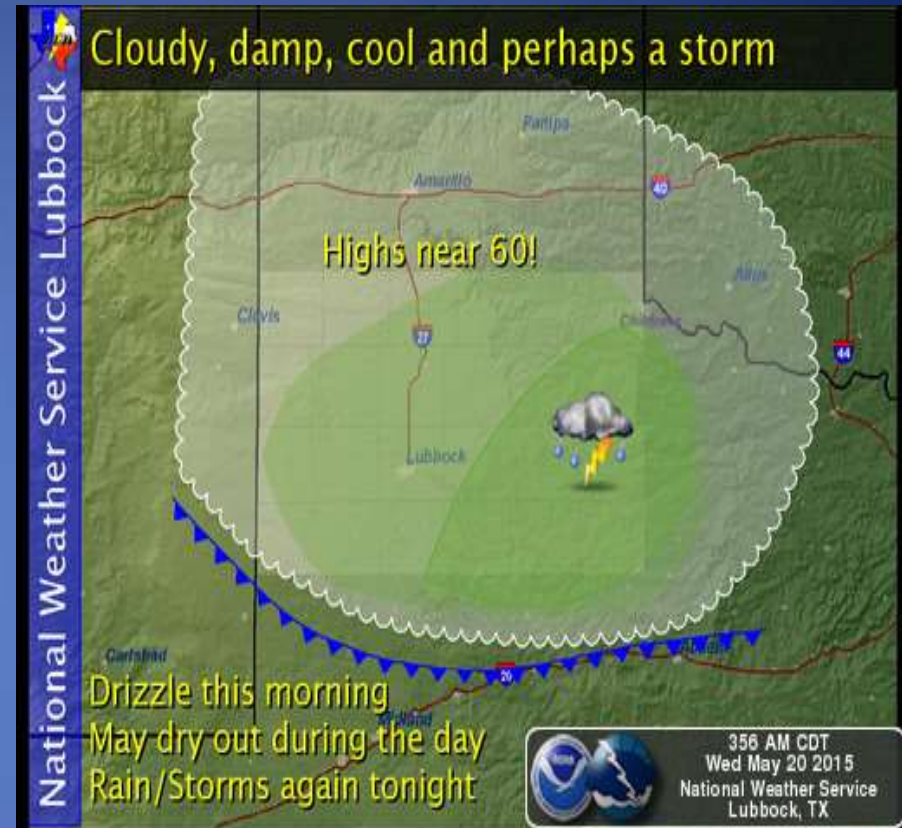 National Weather Service Lubbock
Cloudy, damp, cool and perhaps a storm
Pampa
Amarillo
40
Highs near 60!
Altus
Clovis
Childress
27
44
Lubbock
Carlsbad
20
Midland
Drizzle this morning
May dry out during the day
Rain/Storms again tonight
356 AM CDT
Wed May 20 2015
National Weather Service
Lubbock, TX